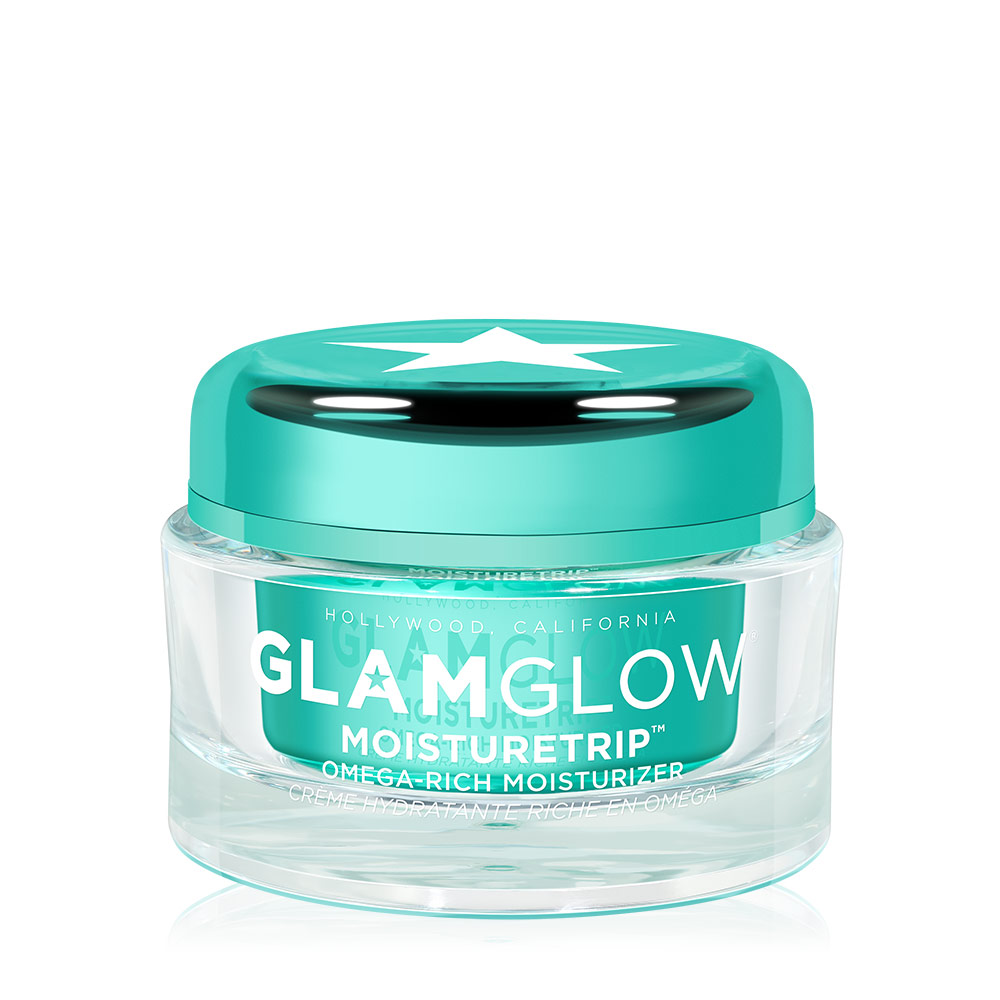 HOLLYWOOD, CALIFORNIA
GLAMGLOW®
MOISTURETRIP™
OMEGA-RICH MOISTURIZER
CRÈME HYDRATANTE RICHE EN OMÉGA